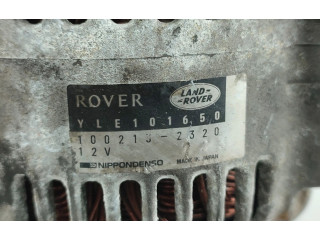 ROVER LAND-ROVER
YLE101650
100213-2320
12V
NIPPONDENSO MADE IN JAPAN